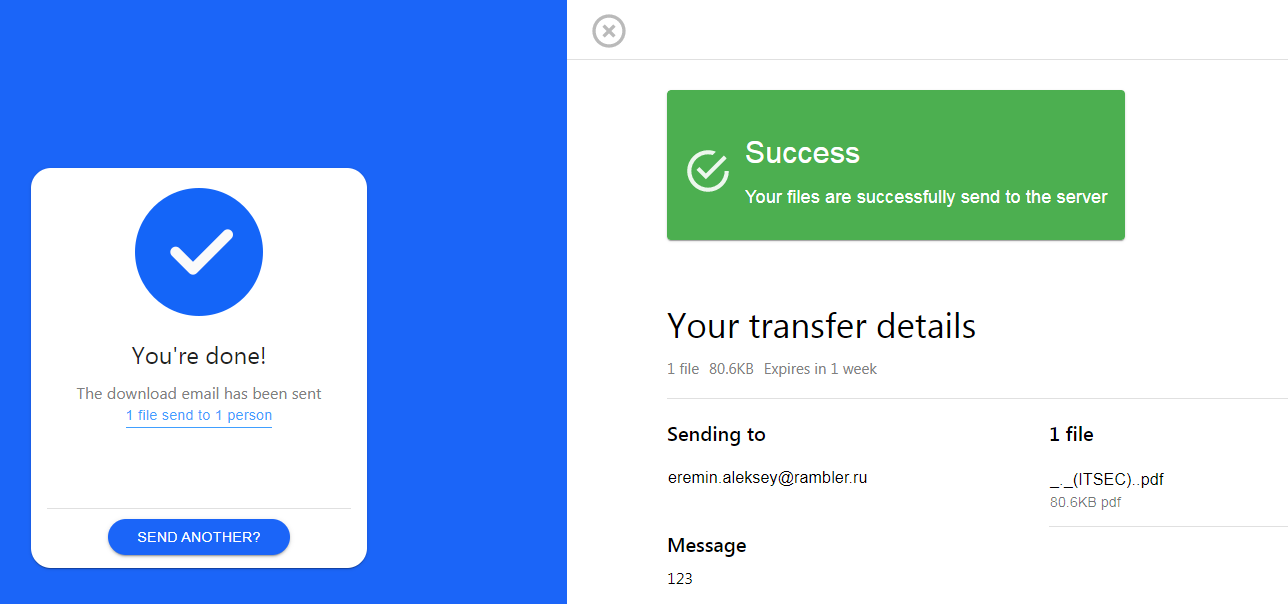 You're done!
The download email has been sent
1 file send to 1 person
SEND ANOTHER?
Success
Your files are successfully send to the server
Your transfer details
1 file 80.6KB Expires in 1 week
Sending to
eremin.aleksey@rambler.ru
Message
123
1 file
_._(ITSEC)..pdf
80.6KB pdf